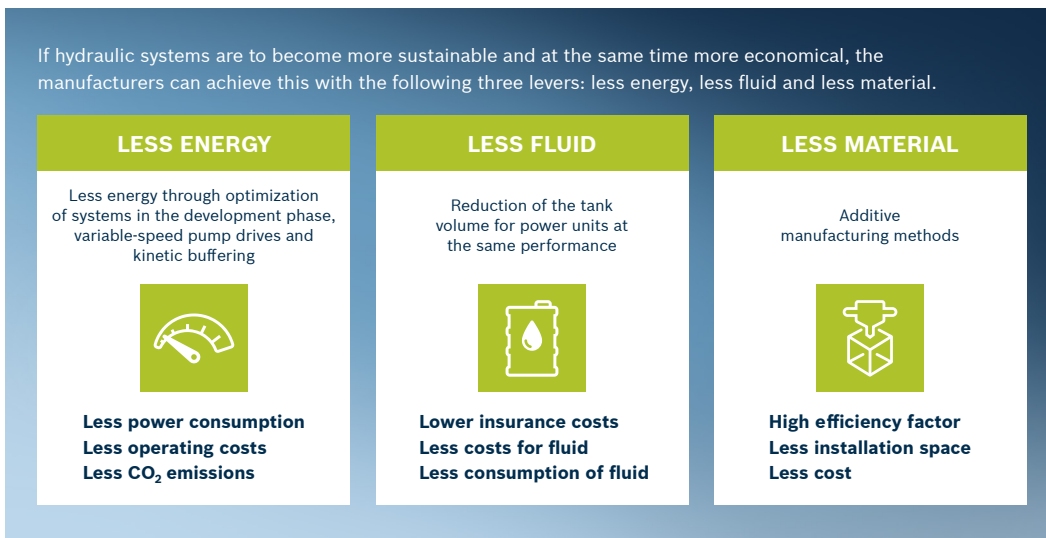 If hydraulic systems are to become more sustainable and at the same time more economical, the
manufacturers can achieve this with the following three levers: less energy, less fluid and less material.
LESS ENERGY
Less energy through optimization
of systems in the development phase,
variable-speed pump drives and
kinetic buffering
Less power consumption
Less operating costs
Less CO₂ emissions
LESS FLUID
Reduction of the tank
volume for power units at
the same performance
Lower insurance costs
Less costs for fluid
Less consumption of fluid
LESS MATERIAL
Additive
manufacturing methods
High efficiency factor
Less installation space
Less cost